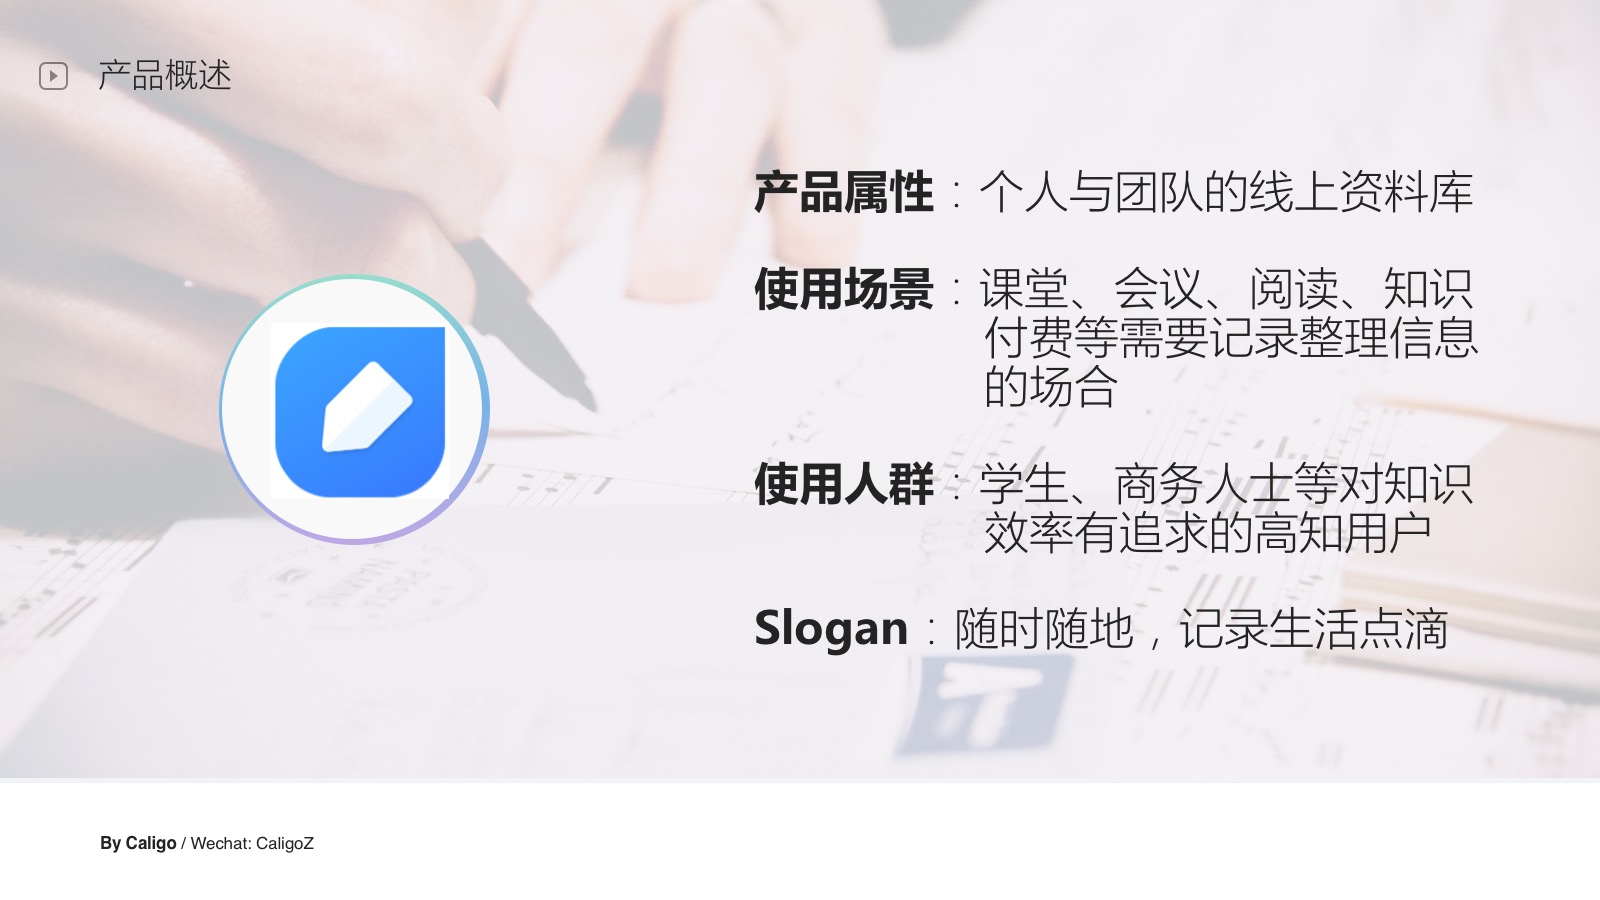 产品概述
产品属性：个人与团队的线上资料库
使用场景：课堂、会议、阅读、知识
付费等需要记录整理信息
的场合
使用人群：学生、商务人士等对知识
效率有追求的高知用户
Slogan：随时随地，记录生活点滴
By Caligo / Wechat: CaligoZ